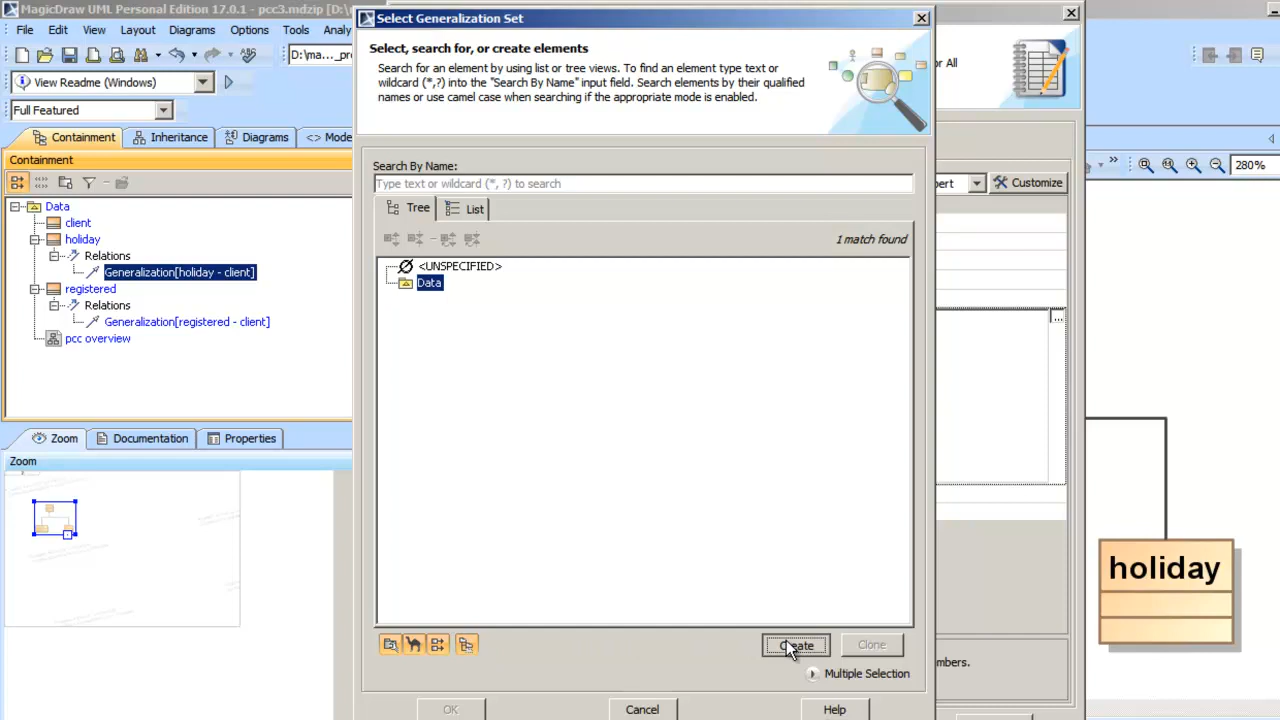 MagicDraw UML Personal Edition 17.0.1 - pcc3.mdzip [D:\
File Edit View Layout Diagrams Options Tools Analy
D:\ma..._pr
View Readme (Windows)
Full Featured
Containment Inheritance Diagrams <> Mode
Containment
Data
client
holiday
Relations
Generalization[holiday - client]
registered
Relations
Generalization[registered - client]
pcc overview
Zoom Documentation Properties
Zoom
Select Generalization Set
Select, search for, or create elements
Search for an element by using list or tree views. To find an element type text or
wildcard (*,?) into the "Search By Name" input field. Search elements by their qualified
names or use camel case when searching if the appropriate mode is enabled.
Search By Name:
Type text or wildcard (*, ?) to search
Tree List
1 match found
<UNSPECIFIED>
Data
Create Clone
Multiple Selection
OK Cancel Help
or All
pert Customize
...
mbers.
280%
holiday